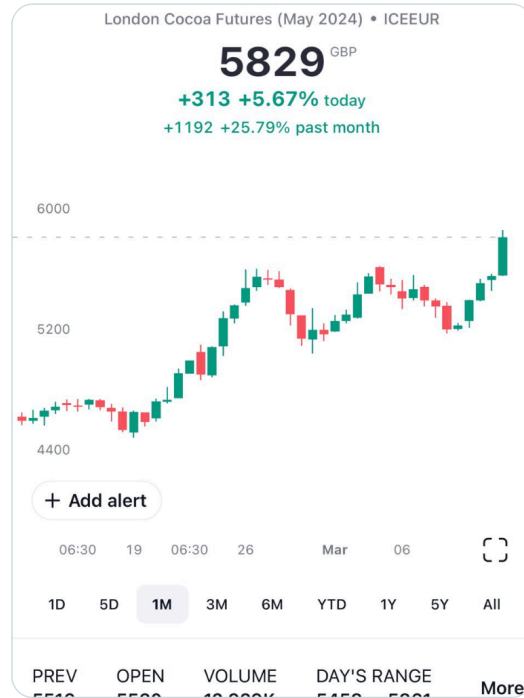 London Cocoa Futures (May 2024) • ICEEUR
5829 GBP
+313 +5.67% today
+1192 +25.79% past month
6000
5200
4400
+ Add alert
06:30 19 06:30 26 Mar 06
1D 5D 1M 3M 6M YTD 1Y 5Y All
PREV OPEN VOLUME DAY'S RANGE More